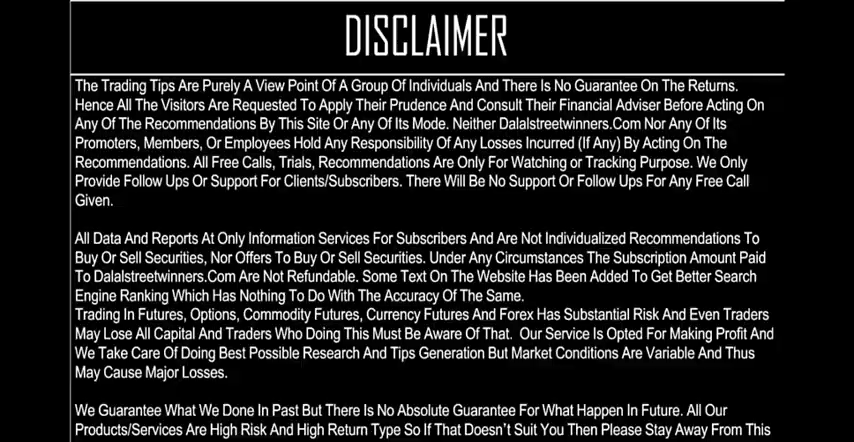 DISCLAIMER
The Trading Tips Are Purely A View Point Of A Group Of Individuals And There Is No Guarantee On The Returns.
Hence All The Visitors Are Requested To Apply Their Prudence And Consult Their Financial Adviser Before Acting On
Any Of The Recommendations By This Site Or Any Of Its Mode. Neither Dalalstreetwinners.Com Nor Any Of Its
Promoters, Members, Or Employees Hold Any Responsibility Of Any Losses Incurred (If Any) By Acting On The
Recommendations. All Free Calls, Trials, Recommendations Are Only For Watching or Tracking Purpose. We Only
Provide Follow Ups Or Support For Clients/Subscribers. There Will Be No Support Or Follow Ups For Any Free Call
Given.
All Data And Reports At Only Information Services For Subscribers And Are Not Individualized Recommendations To
Buy Or Sell Securities, Nor Offers To Buy Or Sell Securities. Under Any Circumstances The Subscription Amount Paid
To Dalalstreetwinners.Com Are Not Refundable. Some Text On The Website Has Been Added To Get Better Search
Engine Ranking Which Has Nothing To Do With The Accuracy Of The Same.
Trading In Futures, Options, Commodity Futures, Currency Futures And Forex Has Substantial Risk And Even Traders
May Lose All Capital And Traders Who Doing This Must Be Aware Of That. Our Service Is Opted For Making Profit And
We Take Care Of Doing Best Possible Research And Tips Generation But Market Conditions Are Variable And Thus
May Cause Major Losses.
We Guarantee What We Done In Past But There Is No Absolute Guarantee For What Happen In Future. All Our
Products/Services Are High Risk And High Return Type So If That Doesn't Suit You Then Please Stay Away From This